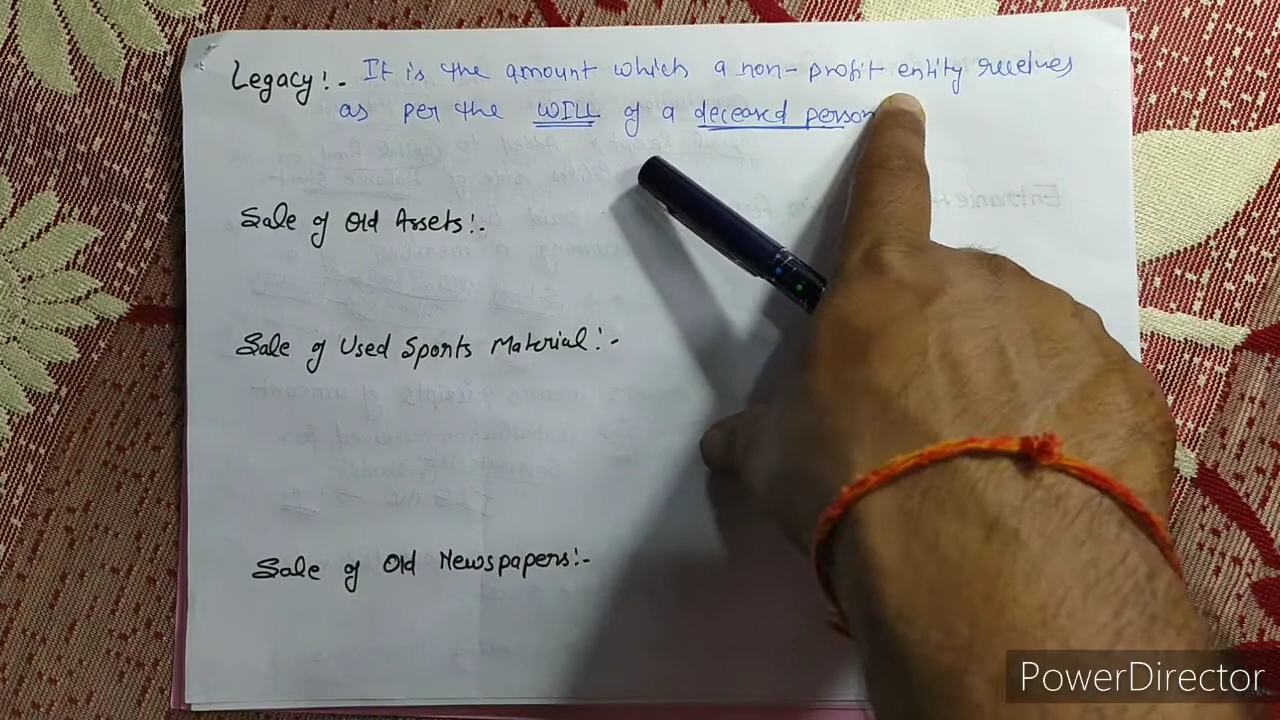 Legacy:- It is the amount which a non-profit entity receives
as per the WILL of a deceased person
Sale of Old Assets:-
Sale of Used Sports Material:-
Sale of Old Newspapers:-
PowerDirector